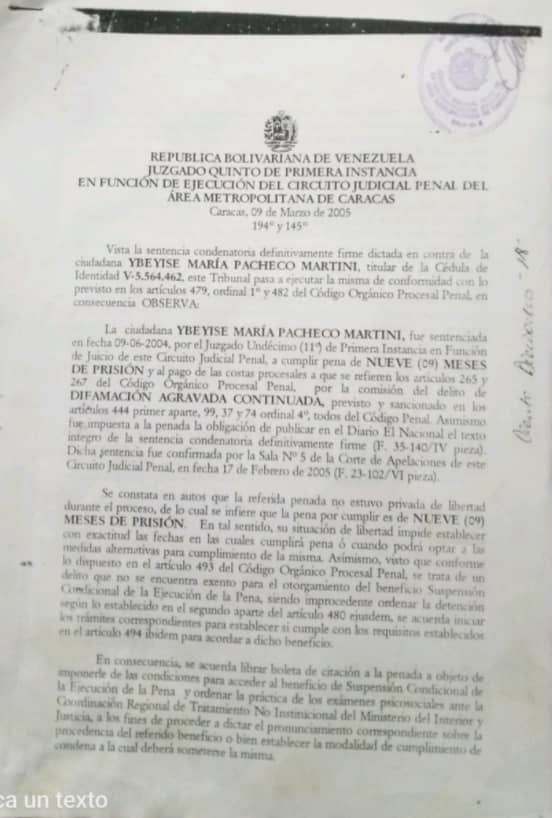 REPUBLICA BOLIVARIANA DE VENEZUELA
JUZGADO QUINTO DE PRIMERA INSTANCIA
EN FUNCIÓN DE EJECUCIÓN DEL CIRCUITO JUDICIAL PENAL DEL
ÁREA METROPOLITANA DE CARACAS
Caracas, 09 de Marzo de 2005
194° y 145°
Vista la sentencia condenatoria definitivamente firme dictada en contra de la
ciudadana YBEYISE MARÍA PACHECO MARTINI, titular de la Cédula de
Identidad V-5.564.462, este Tribunal pasa a ejecutar la misma de conformidad con lo
previsto en los artículos 479, ordinal 1° y 482 del Código Orgánico Procesal Penal, en
consecuencia OBSERVA:
La ciudadana YBEYISE MARÍA PACHECO MARTINI, fue sentenciada
en fecha 09-06-2004, por el Juzgado Undécimo (11°) de Primera Instancia en Función
de Juicio de este Circuito Judicial Penal, a cumplir pena de NUEVE (09) MESES
DE PRISIÓN y al pago de las costas procesales a que se refieren los artículos 265 y
267 del Código Orgánico Procesal Penal, por la comisión del delito de
DIFAMACIÓN AGRAVADA CONTINUADA, previsto y sancionado en los
artículos 444 primer aparte, 99, 37 y 74 ordinal 4°, todos del Código Penal. Asimismo
fue impuesta a la penada la obligación de publicar en el Diario El Nacional el texto
integro de la sentencia condenatoria definitivamente firme (F. 35-140/IV pieza).
Dicha sentencia fue confirmada por la Sala N° 5 de la Corte de Apelaciones de este
Circuito Judicial Penal, en fecha 17 de Febrero de 2005 (F. 23-102/VI pieza).
Se constata en autos que la referida penada no estuvo privada de libertad
durante el proceso, de lo cual se infiere que la pena por cumplir es de NUEVE (09)
MESES DE PRISIÓN. En tal sentido, su situación de libertad impide establecer
con exactitud las fechas en las cuales cumplirá pena ó cuando podrá optar a las
medidas alternativas para cumplimiento de la misma. Asimismo, visto que conforme
lo dispuesto en el artículo 493 del Código Orgánico Procesal Penal, se trata de un
delito que no se encuentra exento para el otorgamiento del beneficio Suspensión
Condicional de la Ejecución de la Pena, siendo improcedente ordenar la detención
según lo establecido en el segundo aparte del artículo 480 ejusdem, se acuerda iniciar
los trámites correspondientes para establecer si cumple con los requisitos establecidos
en el artículo 494 ibidem para acordar a dicho beneficio.
En consecuencia, se acuerda librar boleta de citación a la penada a objeto de
imponerle de las condiciones para acceder al beneficio de Suspensión Condicional de
la Ejecución de la Pena y ordenar la práctica de los exámenes psicosociales ante la
Coordinación Regional de Tratamiento No Institucional del Ministerio del Interior y
Justicia, a los fines de proceder a dictar el pronunciamiento correspondiente sobre la
procedencia del referido beneficio o bien establecer la modalidad de cumplimiento de
condena a la cual deberá someterse la misma.
ca un texto